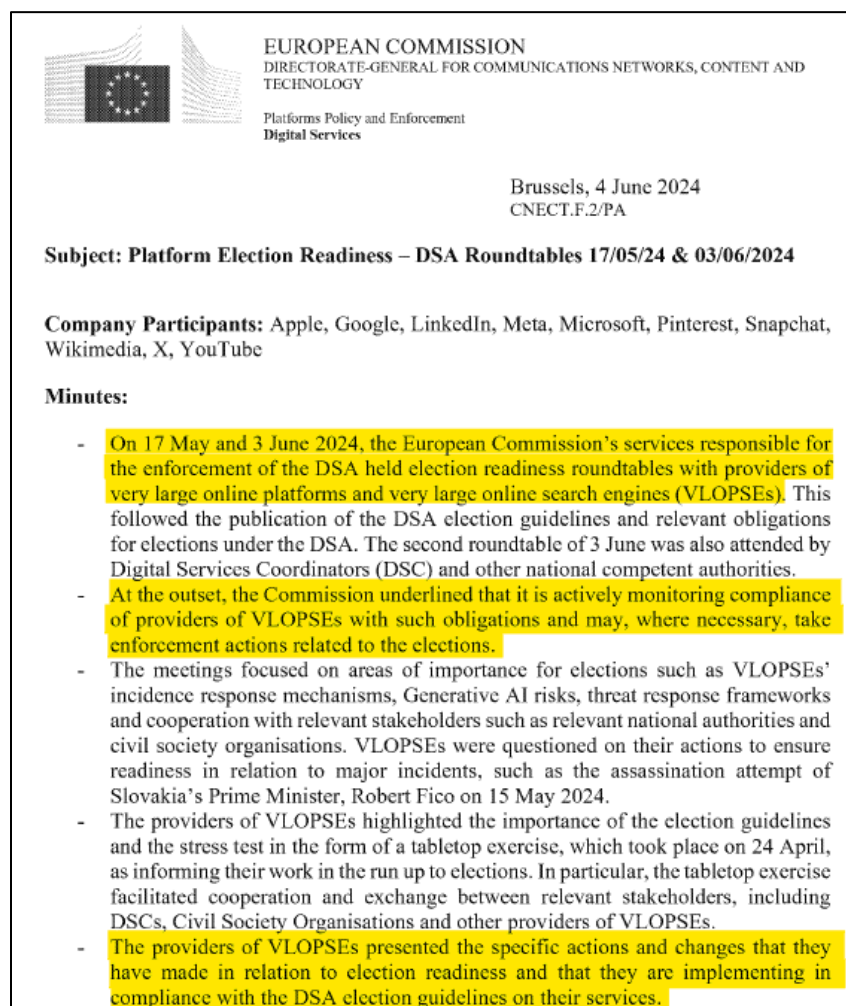 EUROPEAN COMMISSION
DIRECTORATE-GENERAL FOR COMMUNICATIONS NETWORKS, CONTENT AND
TECHNOLOGY
Platforms Policy and Enforcement
Digital Services
Brussels, 4 June 2024
CNECT.F.2/PA
Subject: Platform Election Readiness – DSA Roundtables 17/05/24 & 03/06/2024
Company Participants: Apple, Google, LinkedIn, Meta, Microsoft, Pinterest, Snapchat,
Wikimedia, X, YouTube
Minutes:
- On 17 May and 3 June 2024, the European Commission's services responsible for
the enforcement of the DSA held election readiness roundtables with providers of
very large online platforms and very large online search engines (VLOPSEs). This
followed the publication of the DSA election guidelines and relevant obligations
for elections under the DSA. The second roundtable of 3 June was also attended by
Digital Services Coordinators (DSC) and other national competent authorities.
- At the outset, the Commission underlined that it is actively monitoring compliance
of providers of VLOPSEs with such obligations and may, where necessary, take
enforcement actions related to the elections.
- The meetings focused on areas of importance for elections such as VLOPSEs'
incidence response mechanisms, Generative AI risks, threat response frameworks
and cooperation with relevant stakeholders such as relevant national authorities and
civil society organisations. VLOPSEs were questioned on their actions to ensure
readiness in relation to major incidents, such as the assassination attempt of
Slovakia's Prime Minister, Robert Fico on 15 May 2024.
- The providers of VLOPSEs highlighted the importance of the election guidelines
and the stress test in the form of a tabletop exercise, which took place on 24 April,
as informing their work in the run up to elections. In particular, the tabletop exercise
facilitated cooperation and exchange between relevant stakeholders, including
DSCs, Civil Society Organisations and other providers of VLOPSEs.
- The providers of VLOPSEs presented the specific actions and changes that they
have made in relation to election readiness and that they are implementing in
compliance with the DSA election guidelines on their services.